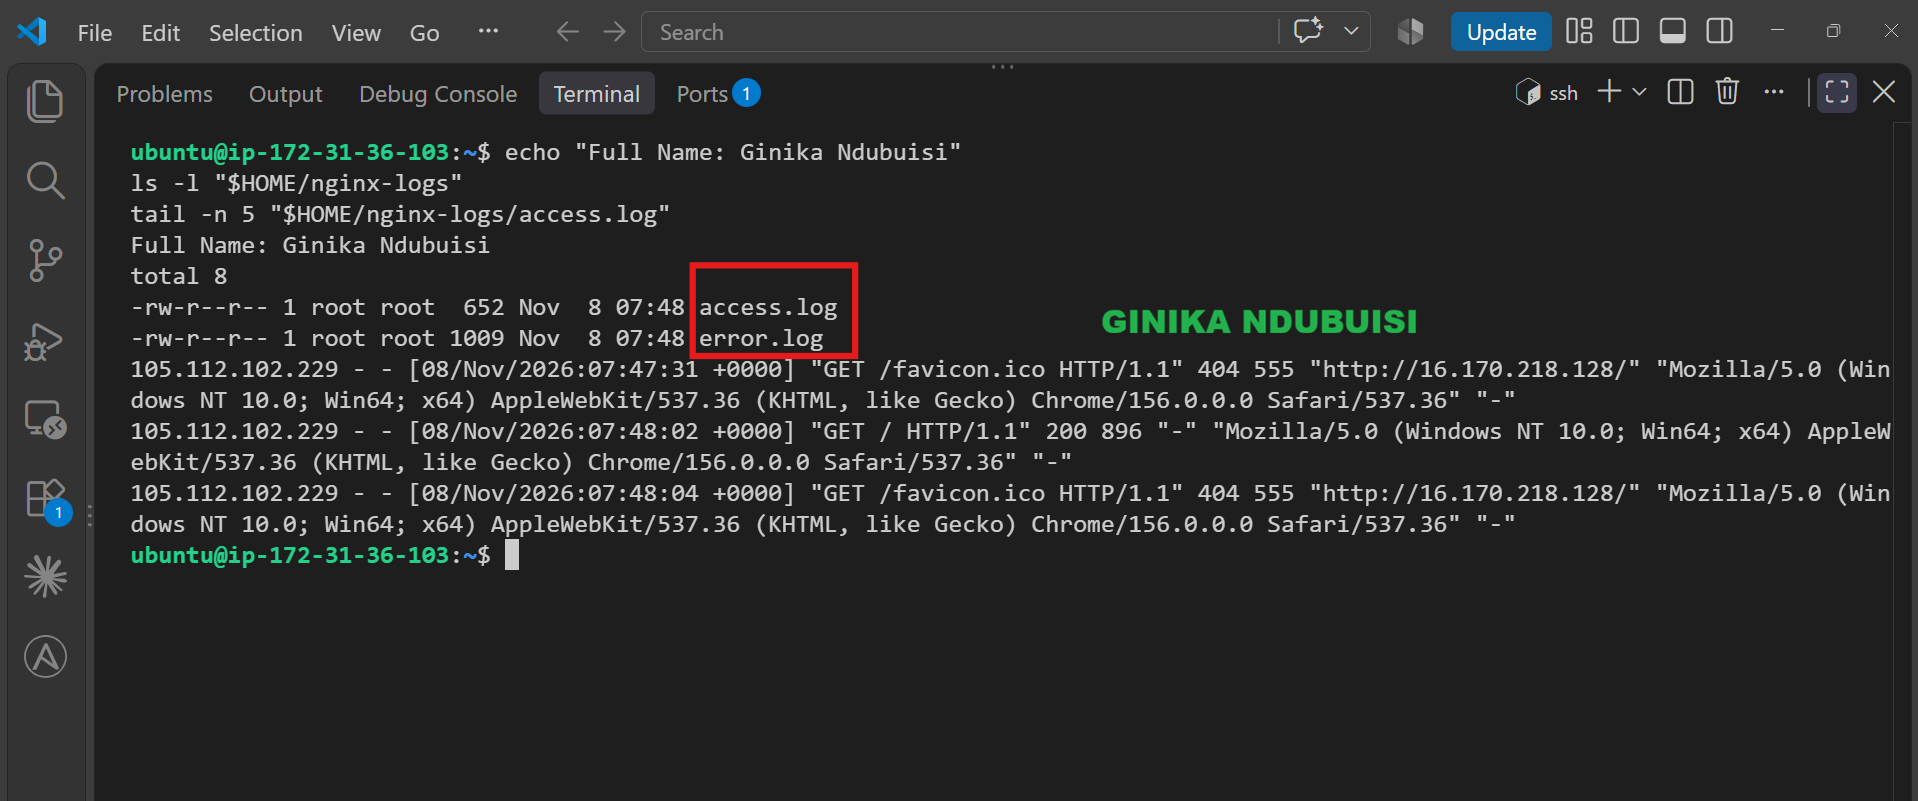 File Edit Selection View Go ··· Search Update
Problems Output Debug Console Terminal Ports 1 ssh
ubuntu@ip-172-31-36-103:~$ echo "Full Name: Ginika Ndubuisi"
ls -l "$HOME/nginx-logs"
tail -n 5 "$HOME/nginx-logs/access.log"
Full Name: Ginika Ndubuisi
total 8
-rw-r--r-- 1 root root  652 Nov  8 07:48 access.log
GINIKA NDUBUISI
-rw-r--r-- 1 root root 1009 Nov  8 07:48 error.log
105.112.102.229 - - [08/Nov/2026:07:47:31 +0000] "GET /favicon.ico HTTP/1.1" 404 555 "http://16.170.218.128/" "Mozilla/5.0 (Win
dows NT 10.0; Win64; x64) AppleWebKit/537.36 (KHTML, like Gecko) Chrome/156.0.0.0 Safari/537.36" "-"
105.112.102.229 - - [08/Nov/2026:07:48:02 +0000] "GET / HTTP/1.1" 200 896 "-" "Mozilla/5.0 (Windows NT 10.0; Win64; x64) AppleW
ebKit/537.36 (KHTML, like Gecko) Chrome/156.0.0.0 Safari/537.36" "-"
105.112.102.229 - - [08/Nov/2026:07:48:04 +0000] "GET /favicon.ico HTTP/1.1" 404 555 "http://16.170.218.128/" "Mozilla/5.0 (Win
dows NT 10.0; Win64; x64) AppleWebKit/537.36 (KHTML, like Gecko) Chrome/156.0.0.0 Safari/537.36" "-"
1
ubuntu@ip-172-31-36-103:~$